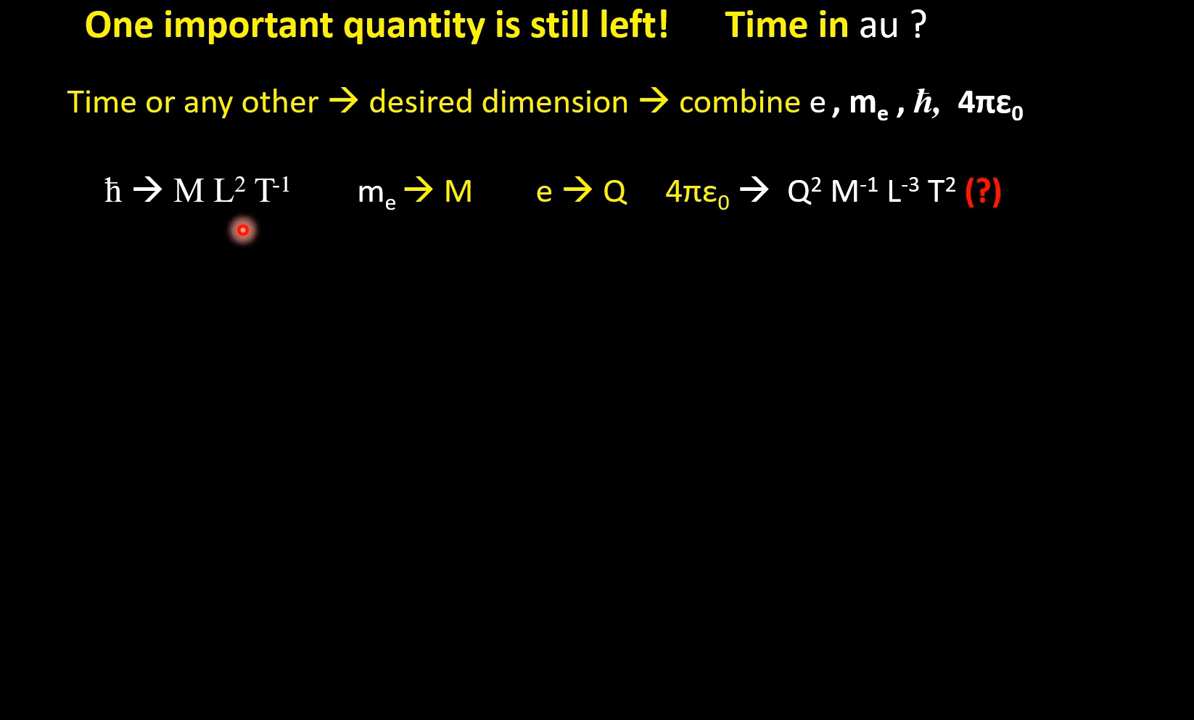 One important quantity is still left! Time in au ?
Time or any other → desired dimension → combine e , mₑ , ħ, 4πε₀
ħ → M L² T⁻¹ mₑ → M e → Q 4πε₀ → Q² M⁻¹ L⁻³ T² (?)